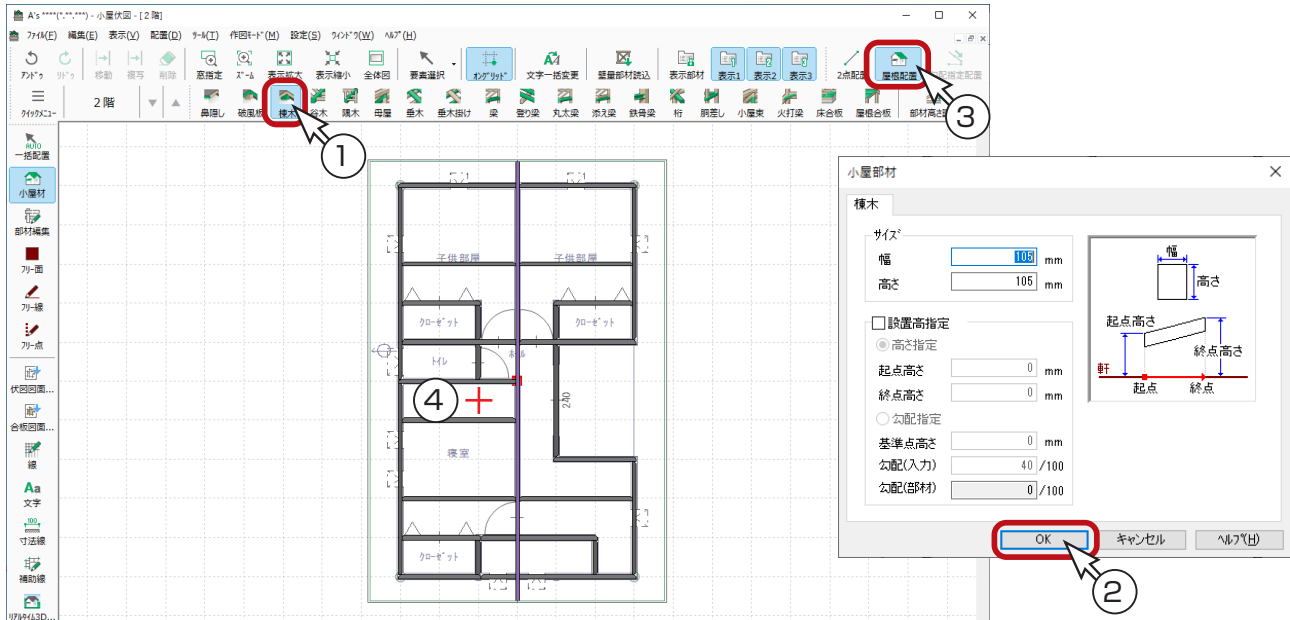 A's ****(*.**.***) - 小屋伏図 - [ 2 階]
ﾌｧｲﾙ(F) 編集(E) 表示(V) 配置(D) ﾂｰﾙ(T) 作図ﾓｰﾄﾞ(M) 設定(S) ｳｨﾝﾄﾞｳ(W) ﾍﾙﾌﾟ(H)
ｱﾝﾄﾞｩ ﾘﾄﾞｩ 移動 複写 削除 窓指定 ｽﾞｰﾑ 表示拡大 表示縮小 全体図 要素選択 ｵﾝｸﾞﾘｯﾄﾞ 文字一括変更 壁量部材読込 表示部材 表示1 表示2 表示3 2点配置 屋根配置 配指定配置
ｸｲｯｸﾒﾆｭｰ 2 階 鼻隠し 破風板 棟木 谷木 隅木 母屋 垂木 垂木掛け 梁 登り梁 丸太梁 添え梁 鉄骨梁 桁 胴差し 小屋束 火打梁 床合板 屋根合板 部材高さ
①
③
AUTO
一括配置
小屋材
部材編集
ﾌﾘｰ面
ﾌﾘｰ線
ﾌﾘｰ点
伏図図面...
合板図面...
線
Aa
文字
100
寸法線
補助線
ﾘｱﾙﾀｲﾑ3D...
子供部屋 子供部屋
ｸﾛｰｾﾞｯﾄ ｸﾛｰｾﾞｯﾄ
ﾄｲﾚ ﾎｰﾙ
④
240
寝室
ｸﾛｰｾﾞｯﾄ
小屋部材
棟木
ｻｲｽﾞ
幅 105 mm
高さ 105 mm
設置高指定
高さ指定
起点高さ 0 mm
終点高さ 0 mm
勾配指定
基準点高さ 0 mm
勾配(入力) 40 /100
勾配(部材) 0 /100
幅
高さ
起点高さ
終点高さ
軒
起点 終点
OK キャンセル ﾍﾙﾌﾟ(H)
②